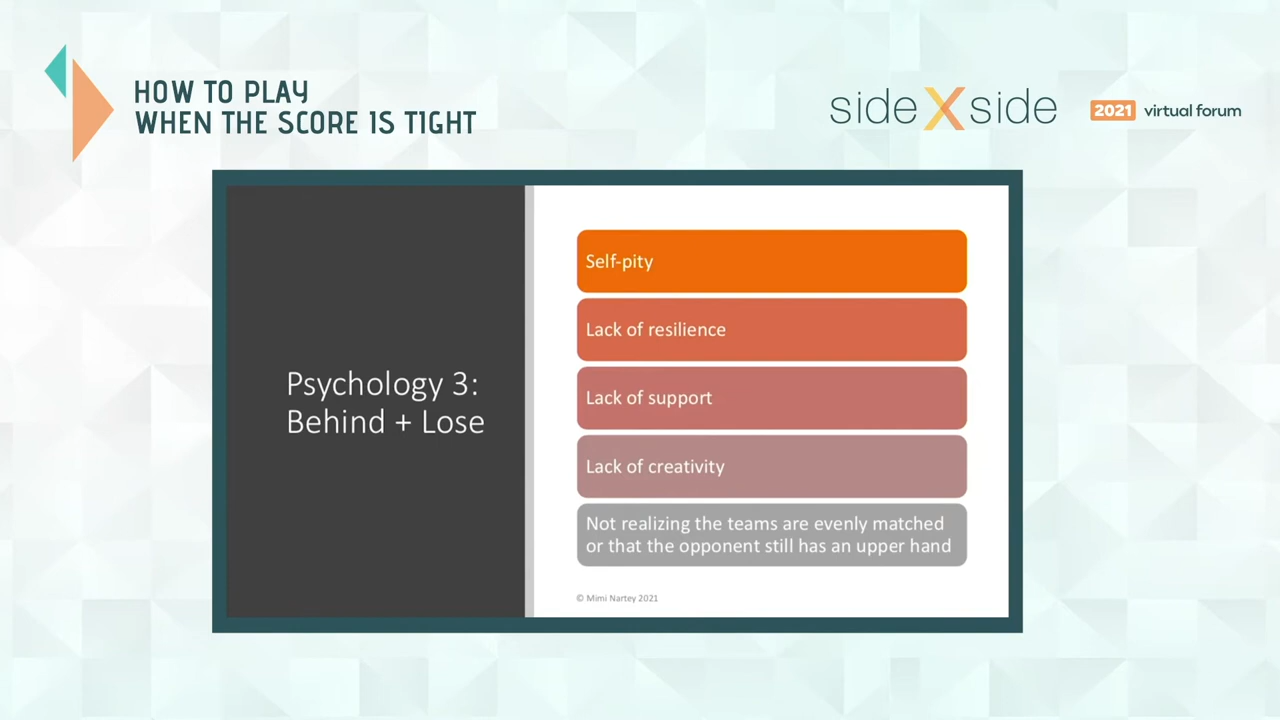 HOW TO PLAY
WHEN THE SCORE IS TIGHT
side X side
2021 virtual forum
Psychology 3:
Behind + Lose
Self-pity
Lack of resilience
Lack of support
Lack of creativity
Not realizing the teams are evenly matched
or that the opponent still has an upper hand
© Mimi Nartey 2021